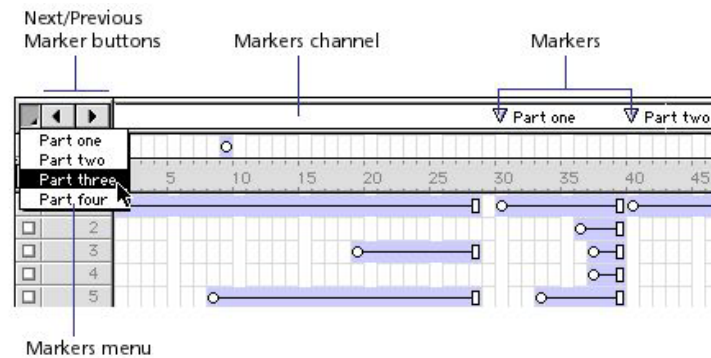 Next/Previous
Marker buttons
Markers channel
Markers
Part one
Part two
Part one
Part two
Part three
Part four
5 10 15 20 25 30 35 40 45
2
3
4
5
Markers menu